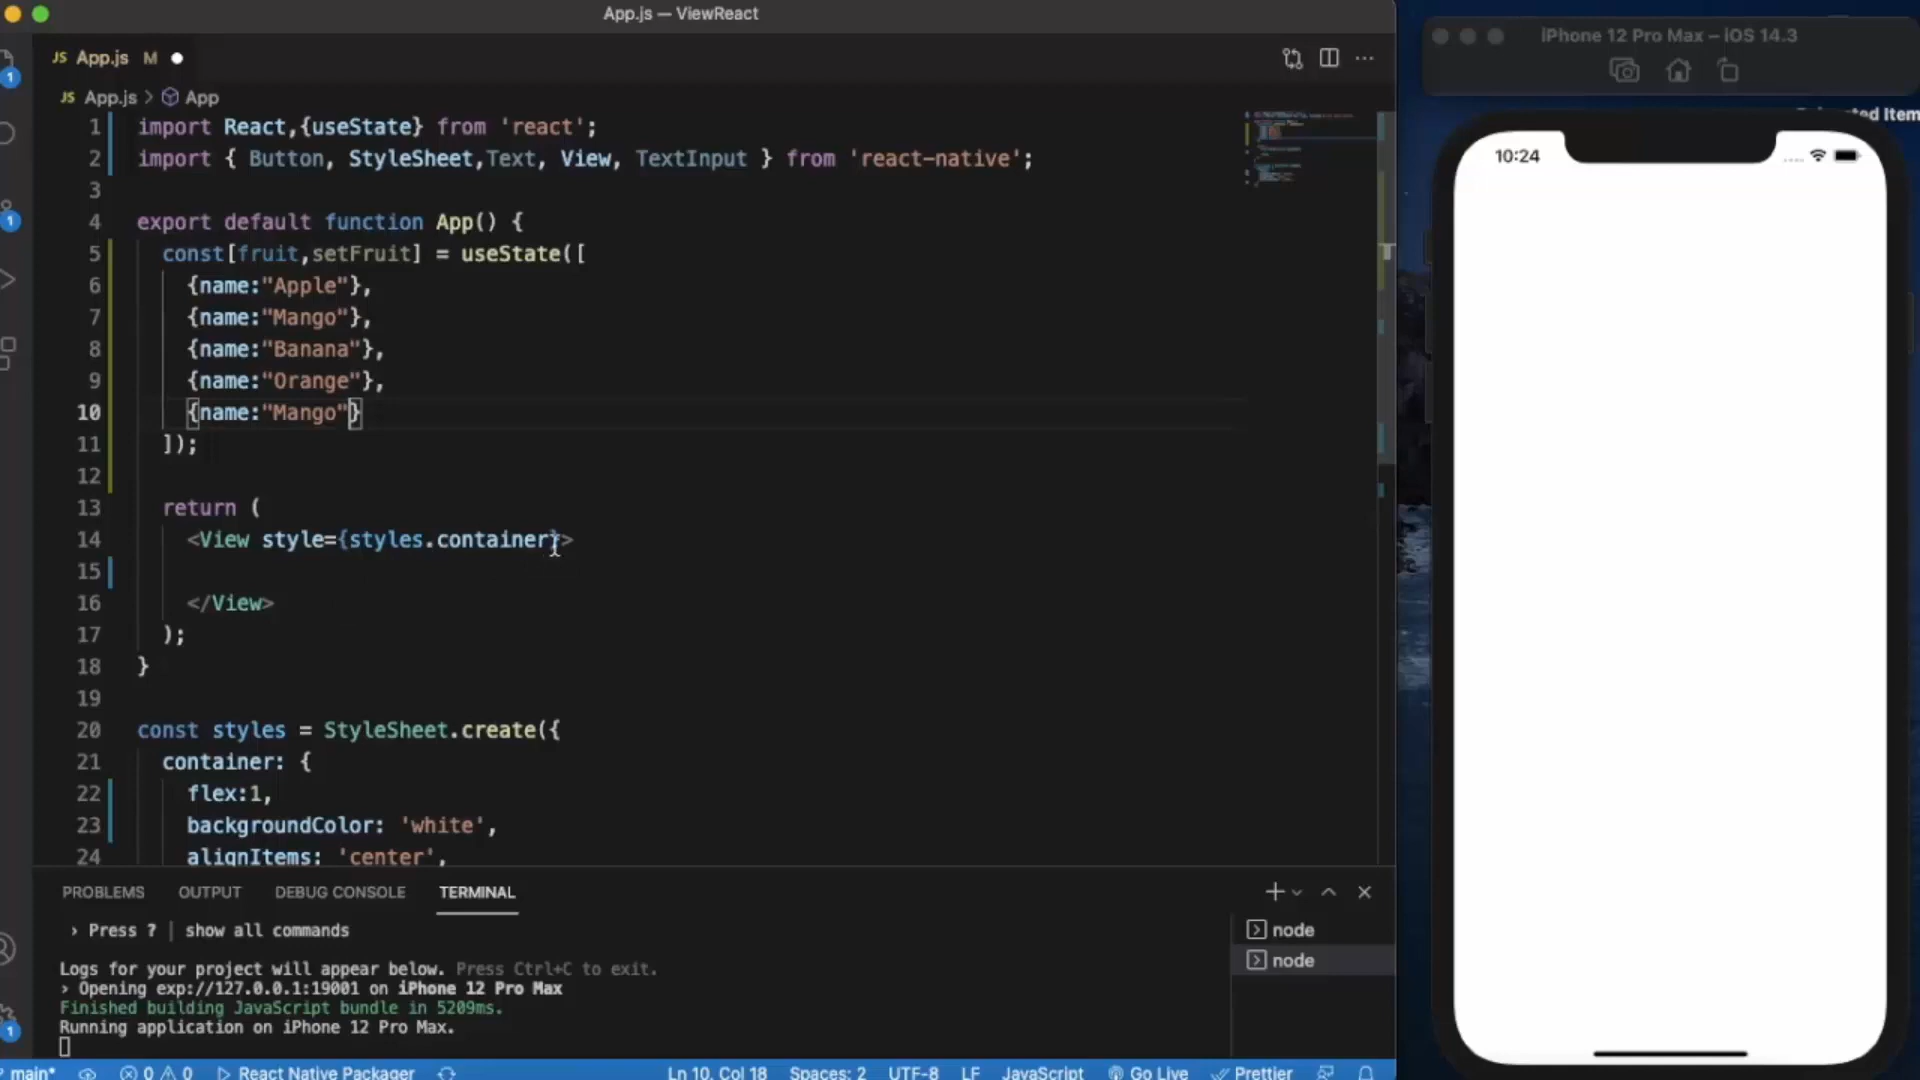 App.js — ViewReact
iPhone 12 Pro Max – iOS 14.3
JS App.js M
JS App.js > App
1 import React,{useState} from 'react';
2 import { Button, StyleSheet,Text, View, TextInput } from 'react-native';
3
4 export default function App() {
5 const[fruit,setFruit] = useState([
6 {name:"Apple"},
7 {name:"Mango"},
8 {name:"Banana"},
9 {name:"Orange"},
10 {name:"Mango"}
11 ]);
12
13 return (
14 <View style={styles.container}>
15
16 </View>
17 );
18 }
19
20 const styles = StyleSheet.create({
21 container: {
22 flex:1,
23 backgroundColor: 'white',
24 alignItems: 'center',
1
1
1
Item
10:24
PROBLEMS OUTPUT DEBUG CONSOLE TERMINAL
› Press ? | show all commands
Logs for your project will appear below. Press Ctrl+C to exit.
› Opening exp://127.0.0.1:19001 on iPhone 12 Pro Max
Finished building JavaScript bundle in 5209ms.
Running application on iPhone 12 Pro Max.
node
node
main* 0 0 React Native Packager Ln 10, Col 18 Spaces: 2 UTF-8 LF JavaScript Go Live Prettier